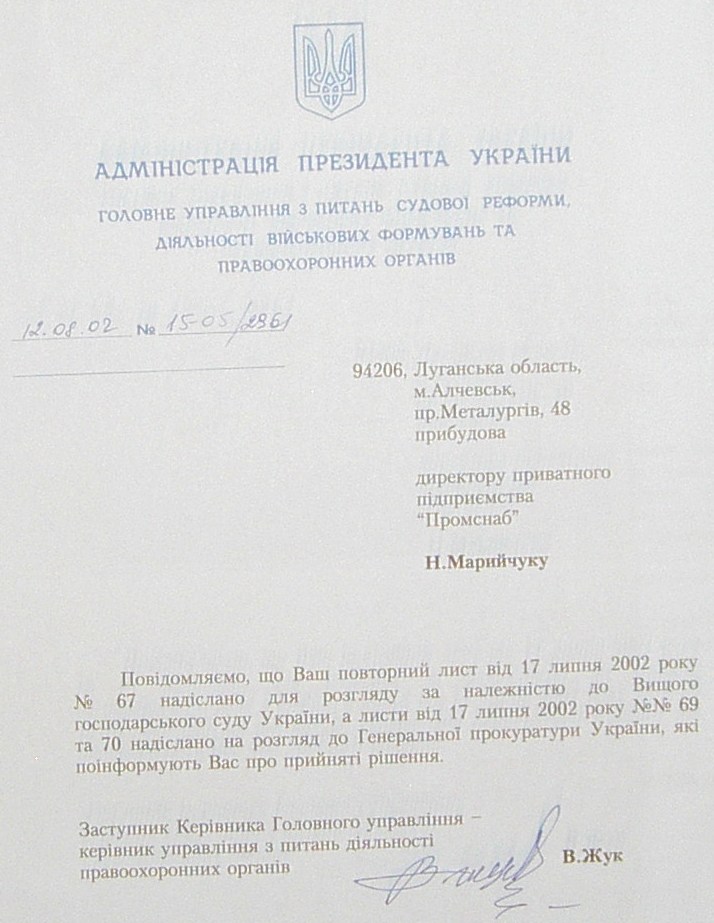 АДМІНІСТРАЦІЯ ПРЕЗИДЕНТА УКРАЇНИ
ГОЛОВНЕ УПРАВЛІННЯ З ПИТАНЬ СУДОВОЇ РЕФОРМИ,
ДІЯЛЬНОСТІ ВІЙСЬКОВИХ ФОРМУВАНЬ ТА
ПРАВООХОРОННИХ ОРГАНІВ
12.08.02 № 15-05/2961
94206, Луганська область,
м.Алчевськ,
пр.Металургів, 48
прибудова
директору приватного
підприємства
“Промснаб”
Н.Марийчуку
Повідомляємо, що Ваш повторний лист від 17 липня 2002 року
№ 67 надіслано для розгляду за належністю до Вищого
господарського суду України, а листи від 17 липня 2002 року №№ 69
та 70 надіслано на розгляд до Генеральної прокуратури України, які
поінформують Вас про прийняті рішення.
Заступник Керівника Головного управління –
керівник управління з питань діяльності
правоохоронних органів
В.Жук